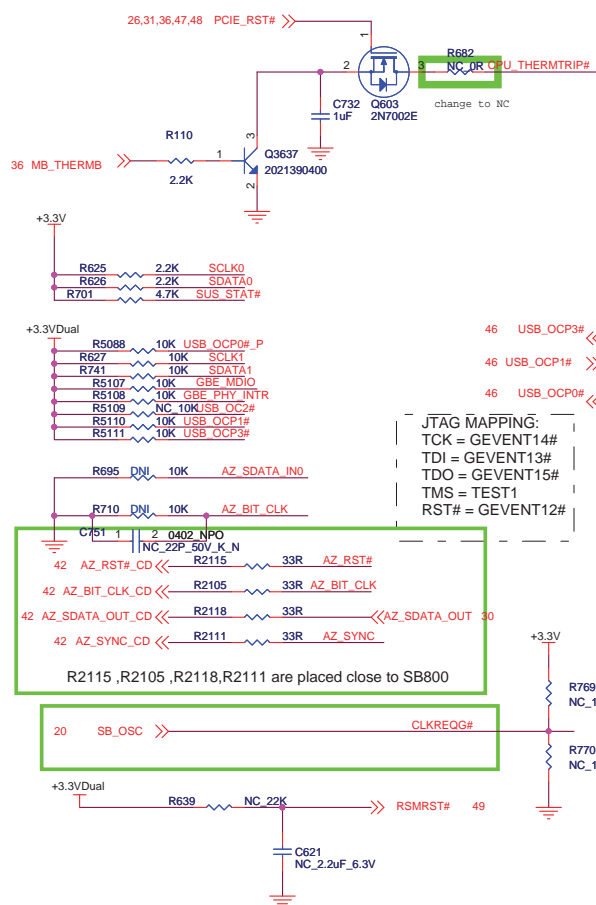 26,31,36,47,48 PCIE_RST#
1
R682
2 3 NC_0R CPU_THERMTRIP#
C732 Q603
1uF 2N7002E
change to NC
R110
3
36 MB_THERMB 1 Q3637
2.2K 2021390400
2
+3.3V
R625 2.2K SCLK0
R626 2.2K SDATA0
R701 4.7K SUS_STAT#
+3.3VDual
R5088 10K USB_OCP0#_P
R627 10K SCLK1
R741 10K SDATA1
R5107 10K GBE_MDIO
R5108 10K GBE_PHY_INTR
R5109 NC_10K USB_OC2#
R5110 10K USB_OCP1#
R5111 10K USB_OCP3#
46 USB_OCP3#
46 USB_OCP1#
46 USB_OCP0#
JTAG MAPPING:
TCK = GEVENT14#
TDI = GEVENT13#
TDO = GEVENT15#
TMS = TEST1
RST# = GEVENT12#
R695 DNI 10K AZ_SDATA_IN0
R710 DNI 10K AZ_BIT_CLK
C751 1 2 0402_NPO
NC_22P_50V_K_N
42 AZ_RST#_CD R2115 33R AZ_RST#
42 AZ_BIT_CLK_CD R2105 33R AZ_BIT_CLK
42 AZ_SDATA_OUT_CD R2118 33R AZ_SDATA_OUT 30
42 AZ_SYNC_CD R2111 33R AZ_SYNC
R2115 ,R2105 ,R2118,R2111 are placed close to SB800
+3.3V
R769
NC_1
20 SB_OSC CLKREQG#
R770
NC_1
+3.3VDual
R639 NC_22K RSMRST# 49
C621
NC_2.2uF_6.3V